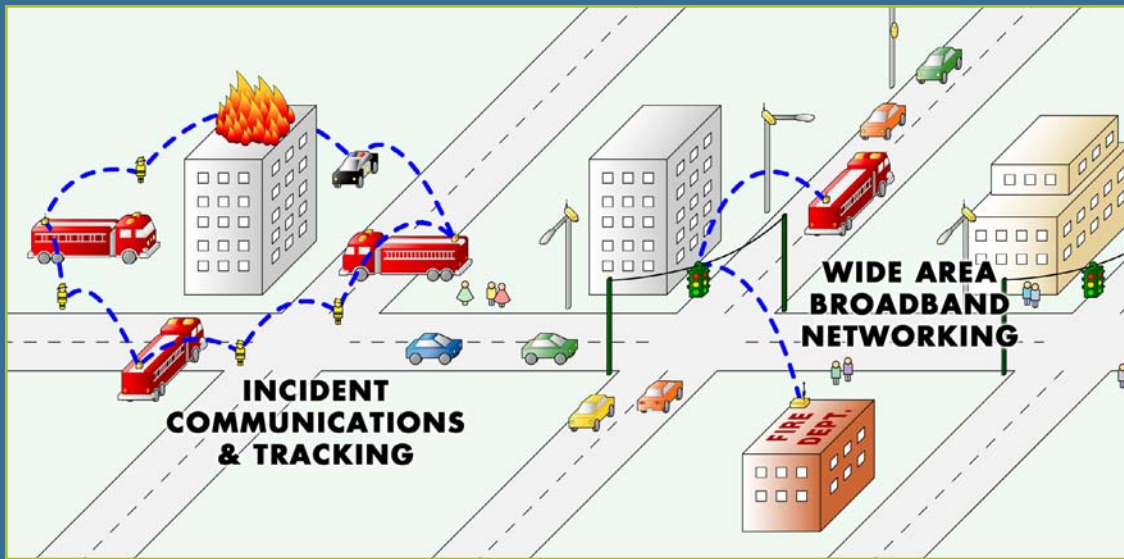 INCIDENT
COMMUNICATIONS
& TRACKING
WIDE AREA
BROADBAND
NETWORKING
FIRE
DEPT.